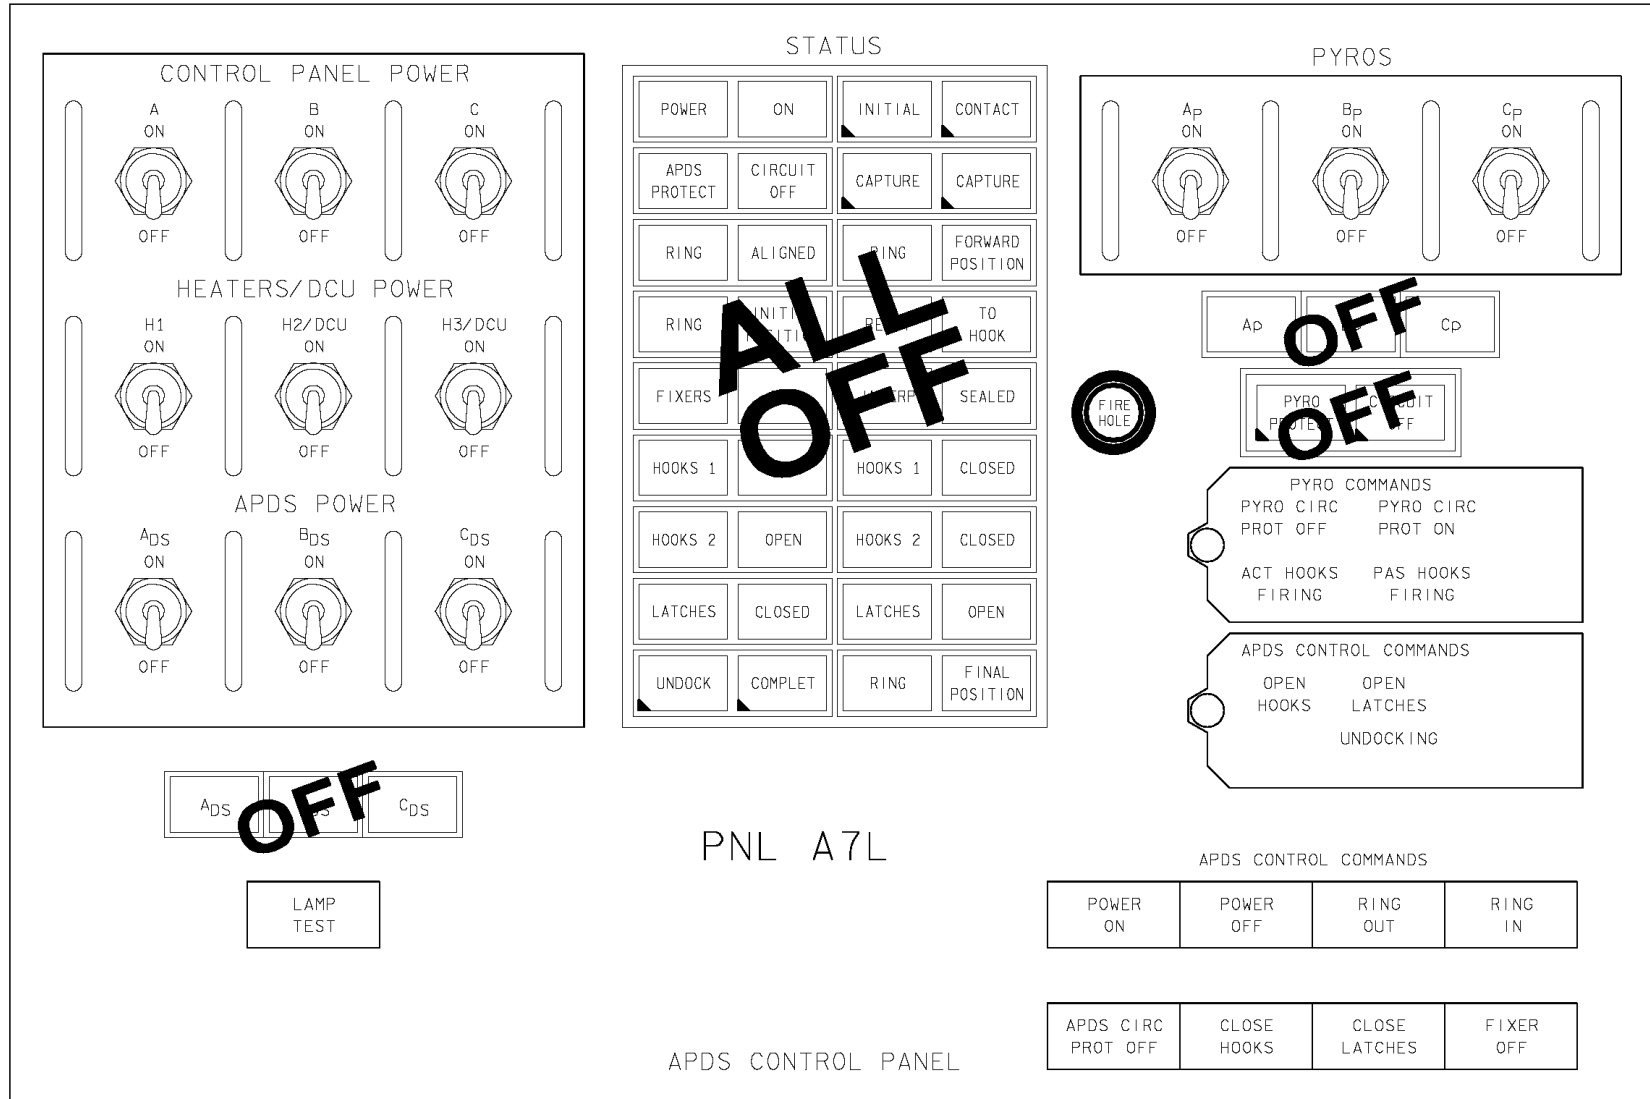 CONTROL PANEL POWER
A B C
ON ON ON
OFF OFF OFF
HEATERS/DCU POWER
H1 H2/DCU H3/DCU
ON ON ON
OFF OFF OFF
APDS POWER
ADS BDS CDS
ON ON ON
OFF OFF OFF
ADS CDS
OFF
LAMP
TEST
STATUS
POWER ON INITIAL CONTACT
APDS PROTECT CIRCUIT OFF CAPTURE CAPTURE
RING ALIGNED RING FORWARD POSITION
RING TO HOOK
FIXERS SEALED
HOOKS 1 HOOKS 1 CLOSED
HOOKS 2 OPEN HOOKS 2 CLOSED
LATCHES CLOSED LATCHES OPEN
UNDOCK COMPLET RING FINAL POSITION
ALL
OFF
PYROS
AP BP CP
ON ON ON
OFF OFF OFF
AP CP
OFF
FIRE
HOLE
PYRO
OFF
PYRO COMMANDS
PYRO CIRC PYRO CIRC
PROT OFF PROT ON
ACT HOOKS PAS HOOKS
FIRING FIRING
APDS CONTROL COMMANDS
OPEN OPEN
HOOKS LATCHES
UNDOCKING
PNL A7L
APDS CONTROL COMMANDS
POWER POWER RING RING
ON OFF OUT IN
APDS CIRC CLOSE CLOSE FIXER
PROT OFF HOOKS LATCHES OFF
APDS CONTROL PANEL